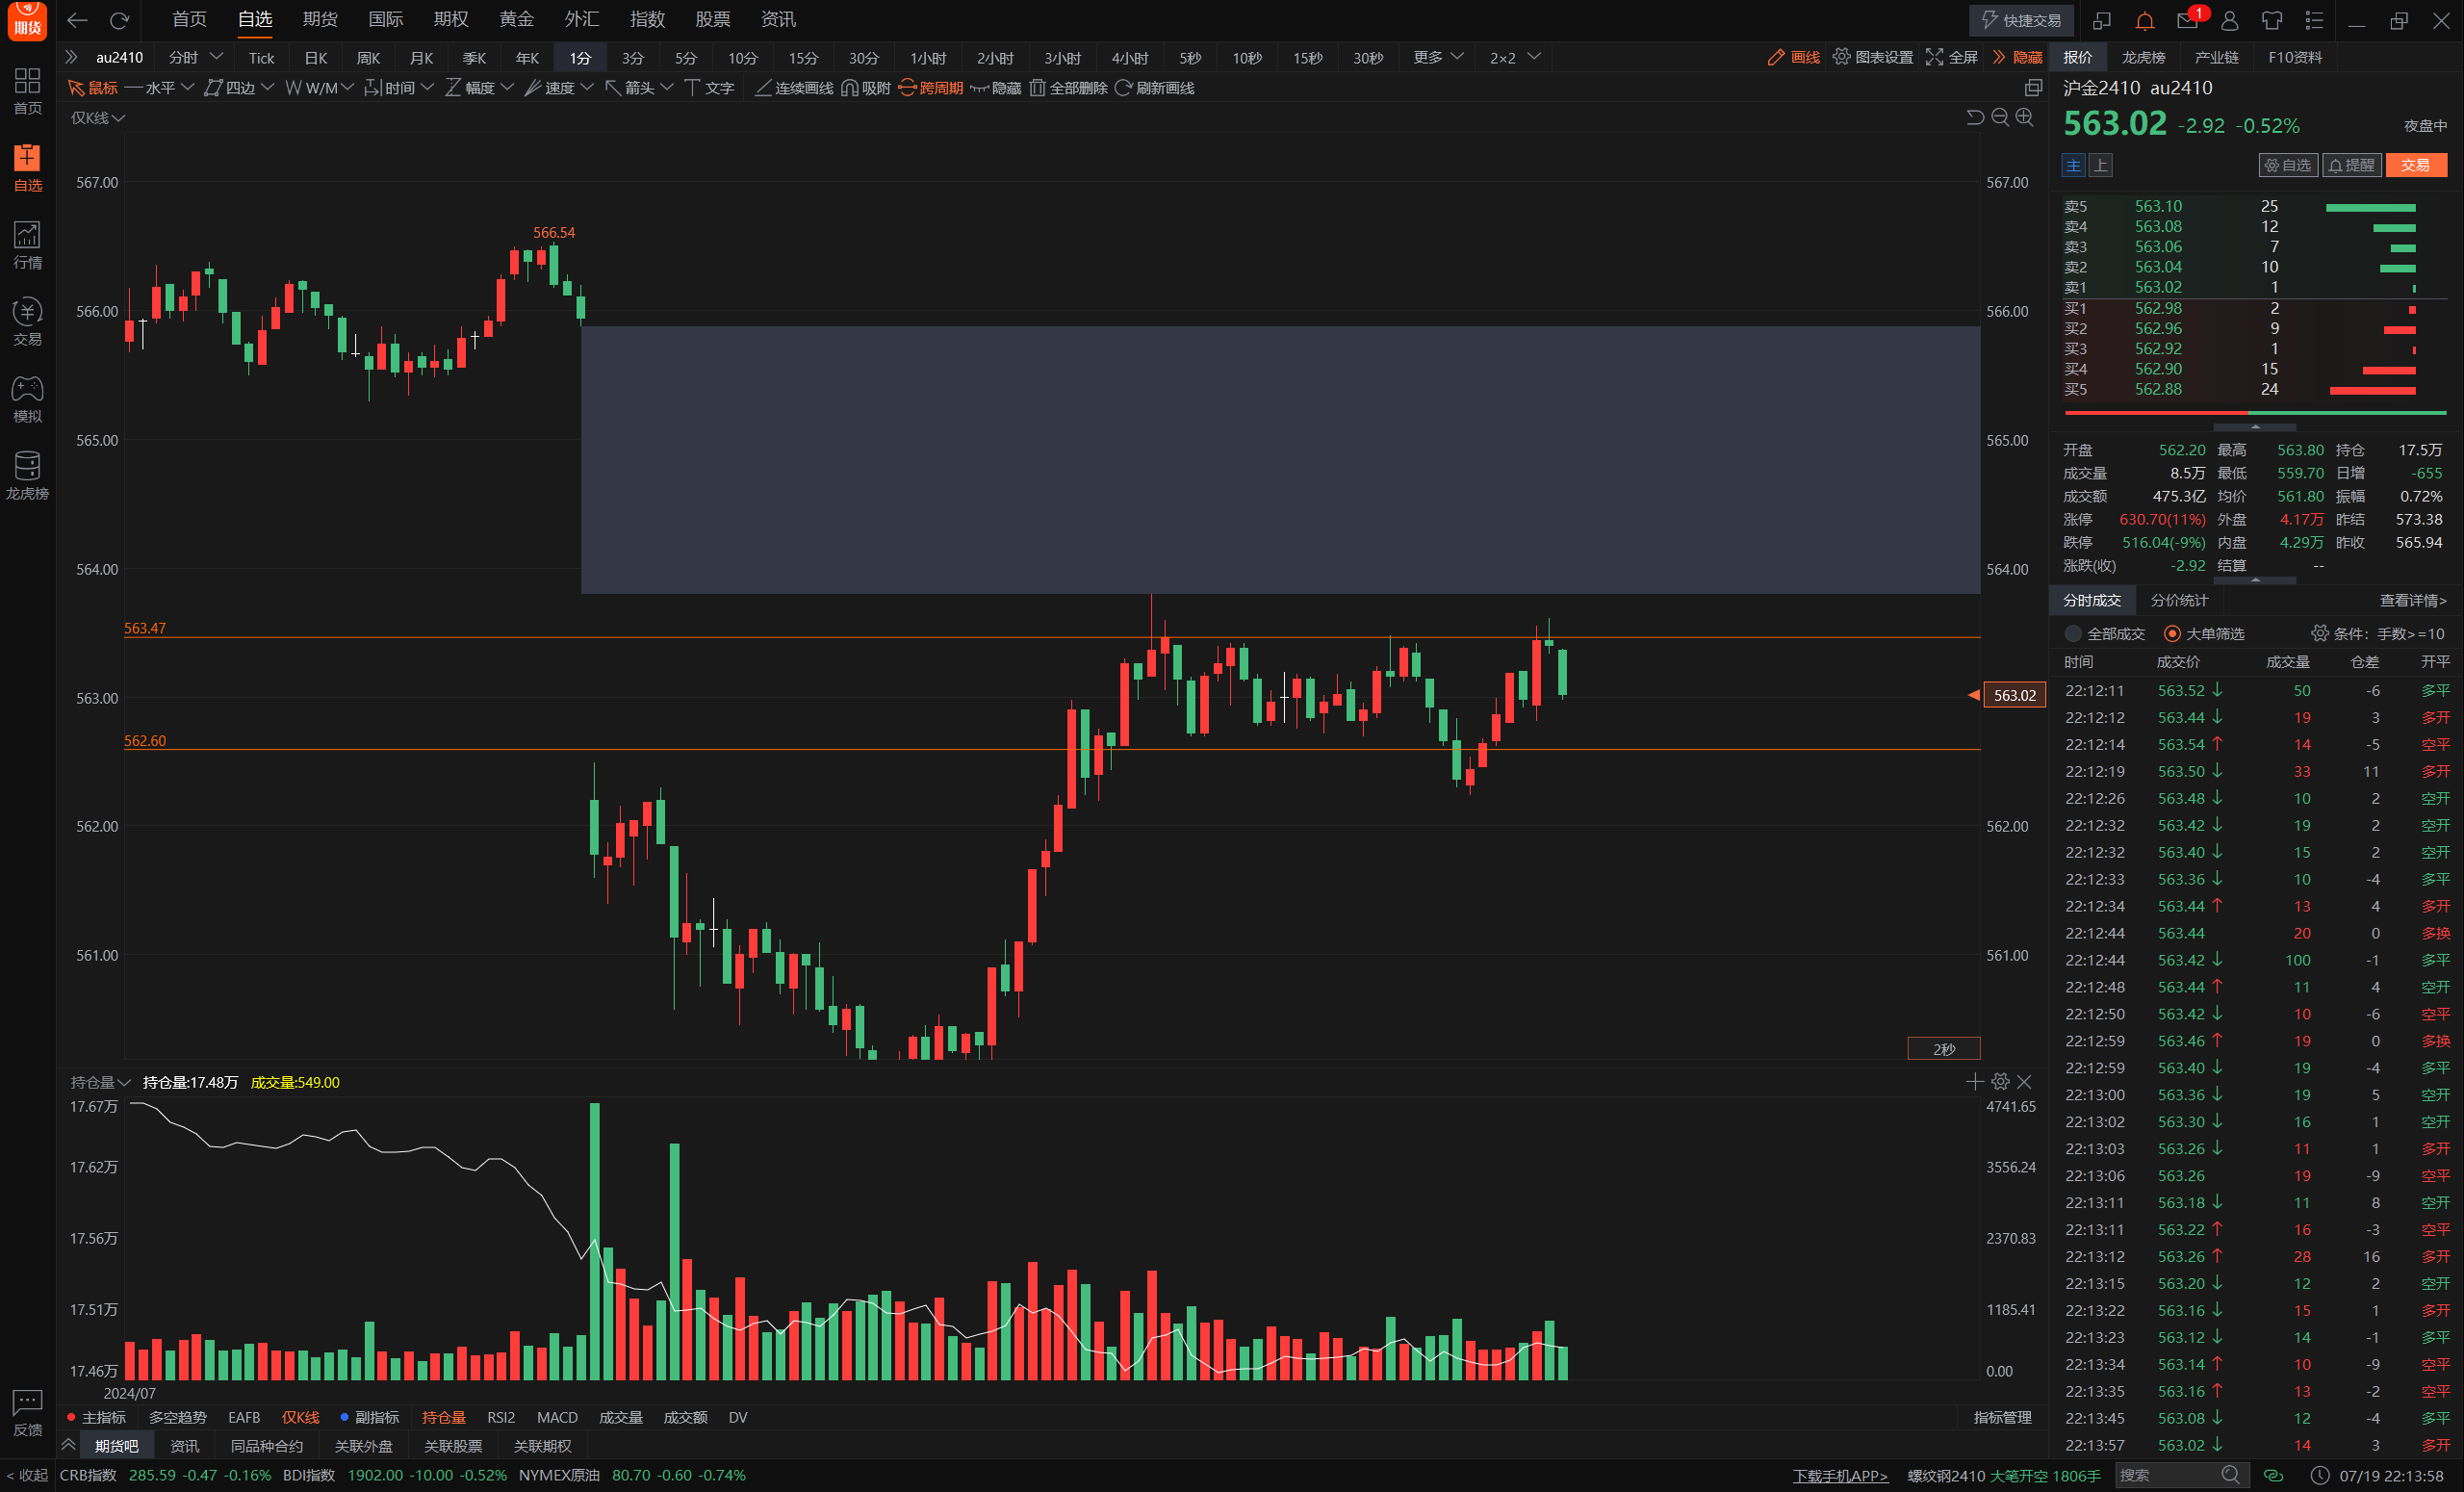 期货 首页 自选 期货 国际 期权 黄金 外汇 指数 股票 资讯 快捷交易 1
au2410 分时 Tick 日K 周K 月K 季K 年K 1分 3分 5分 10分 15分 30分 1小时 2小时 3小时 4小时 5秒 10秒 15秒 30秒 更多 2×2 画线 图表设置 全屏 隐藏
鼠标 水平 四边 W/M 时间 幅度 速度 箭头 文字 连续画线 吸附 跨周期 隐藏 全部删除 刷新画线
首页
自选
行情
交易
模拟
龙虎榜
反馈
仅K线
567.00 567.00
566.54
566.00 566.00
565.00 565.00
564.00 564.00
563.47
563.00 563.02
562.60
562.00 562.00
561.00 561.00
2秒
持仓量 持仓量:17.48万 成交量:549.00
17.67万 4741.65
17.62万 3556.24
17.56万 2370.83
17.51万 1185.41
17.46万 0.00
2024/07
主指标 多空趋势 EAFB 仅K线 副指标 持仓量 RSI2 MACD 成交量 成交额 DV 指标管理
期货吧 资讯 同品种合约 关联外盘 关联股票 关联期权
报价 龙虎榜 产业链 F10资料
沪金2410 au2410
563.02 -2.92 -0.52% 夜盘中
主 上 自选 提醒 交易
卖5 563.10 25
卖4 563.08 12
卖3 563.06 7
卖2 563.04 10
卖1 563.02 1
买1 562.98 2
买2 562.96 9
买3 562.92 1
买4 562.90 15
买5 562.88 24
开盘 562.20 最高 563.80 持仓 17.5万
成交量 8.5万 最低 559.70 日增 -655
成交额 475.3亿 均价 561.80 振幅 0.72%
涨停 630.70(11%) 外盘 4.17万 昨结 573.38
跌停 516.04(-9%) 内盘 4.29万 昨收 565.94
涨跌(收) -2.92 结算 --
分时成交 分价统计 查看详情>
全部成交 大单筛选 条件：手数>=10
时间 成交价 成交量 仓差 开平
22:12:11 563.52 ↓ 50 -6 多平
22:12:12 563.44 ↓ 19 3 多开
22:12:14 563.54 ↑ 14 -5 空平
22:12:19 563.50 ↓ 33 11 多开
22:12:26 563.48 ↓ 10 2 空开
22:12:32 563.42 ↓ 19 2 空开
22:12:32 563.40 ↓ 15 2 空开
22:12:33 563.36 ↓ 10 -4 多平
22:12:34 563.44 ↑ 13 4 多开
22:12:44 563.44 20 0 多换
22:12:44 563.42 ↓ 100 -1 多平
22:12:48 563.44 ↑ 11 4 空开
22:12:50 563.42 ↓ 10 -6 空平
22:12:59 563.46 ↑ 19 0 多换
22:12:59 563.40 ↓ 19 -4 多平
22:13:00 563.36 ↓ 19 5 空开
22:13:02 563.30 ↓ 16 1 空开
22:13:03 563.26 ↓ 11 1 多开
22:13:06 563.26 19 -9 空平
22:13:11 563.18 ↓ 11 8 空开
22:13:11 563.22 ↑ 16 -3 空平
22:13:12 563.26 ↑ 28 16 多开
22:13:15 563.20 ↓ 12 2 空开
22:13:22 563.16 ↓ 15 1 多开
22:13:23 563.12 ↓ 14 -1 多平
22:13:34 563.14 ↑ 10 -9 空平
22:13:35 563.16 ↑ 13 -2 空平
22:13:45 563.08 ↓ 12 -4 多平
22:13:57 563.02 ↓ 14 3 多开
< 收起 CRB指数 285.59 -0.47 -0.16% BDI指数 1902.00 -10.00 -0.52% NYMEX原油 80.70 -0.60 -0.74% 下载手机APP> 螺纹钢2410 大笔开空 1806手 搜索 07/19 22:13:58